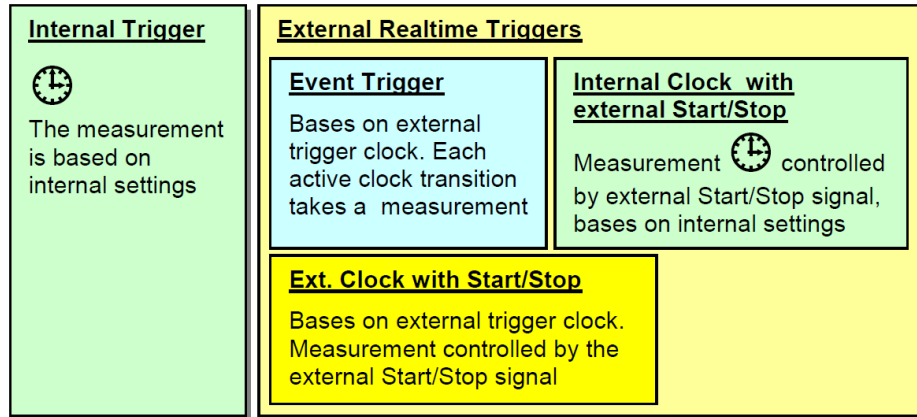 Internal Trigger
The measurement
is based on
internal settings
External Realtime Triggers
Event Trigger
Bases on external
trigger clock. Each
active clock transition
takes a measurement
Internal Clock with
external Start/Stop
Measurement controlled
by external Start/Stop signal,
bases on internal settings
Ext. Clock with Start/Stop
Bases on external trigger clock.
Measurement controlled by the
external Start/Stop signal